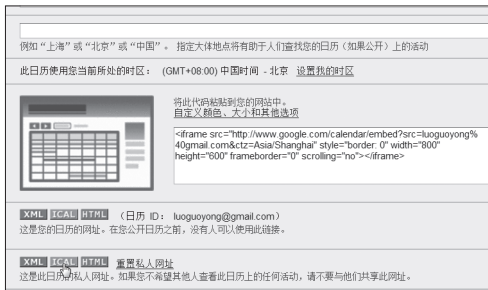 例如“上海”或“北京”或“中国”。 指定大体地点将有助于人们查找您的日历（如果公开）上的活动
此日历使用您当前所处的时区： (GMT+08:00) 中国时间 - 北京 设置我的时区
将此代码粘贴到您的网站中。
自定义颜色、大小和其他选项
<iframe src="http://www.google.com/calendar/embed?src=luoguoyong%
40gmail.com&ctz=Asia/Shanghai" style="border: 0" width="800"
height="600" frameborder="0" scrolling="no"></iframe>
XML ICAL HTML （日历 ID： luoguoyong@gmail.com）
这是您的日历的网址。在您公开日历之前，没有人可以使用此链接。
XML ICAL HTML 重置私人网址
这是此日历的私人网址。如果您不希望其他人查看此日历上的任何活动，请不要与他们共享此网址。